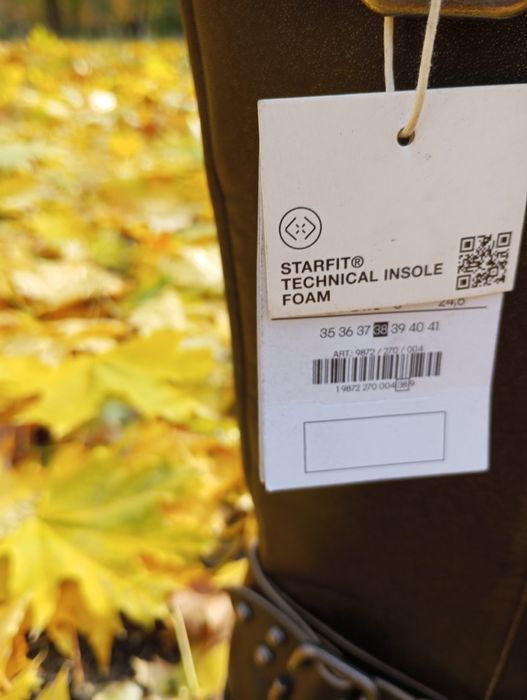 STARFIT®
TECHNICAL INSOLE
FOAM
24,6
35 36 37 38 39 40 41
ART: 9872 / 270 / 004
1 9872 270 004 38 9